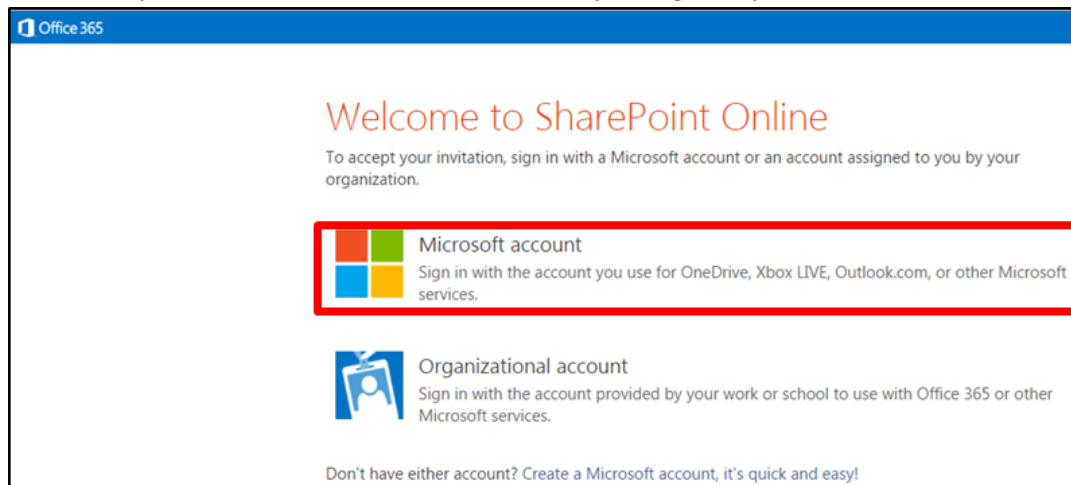 Office 365
Welcome to SharePoint Online
To accept your invitation, sign in with a Microsoft account or an account assigned to you by your
organization.
Microsoft account
Sign in with the account you use for OneDrive, Xbox LIVE, Outlook.com, or other Microsoft
services.
Organizational account
Sign in with the account provided by your work or school to use with Office 365 or other
Microsoft services.
Don't have either account? Create a Microsoft account, it's quick and easy!